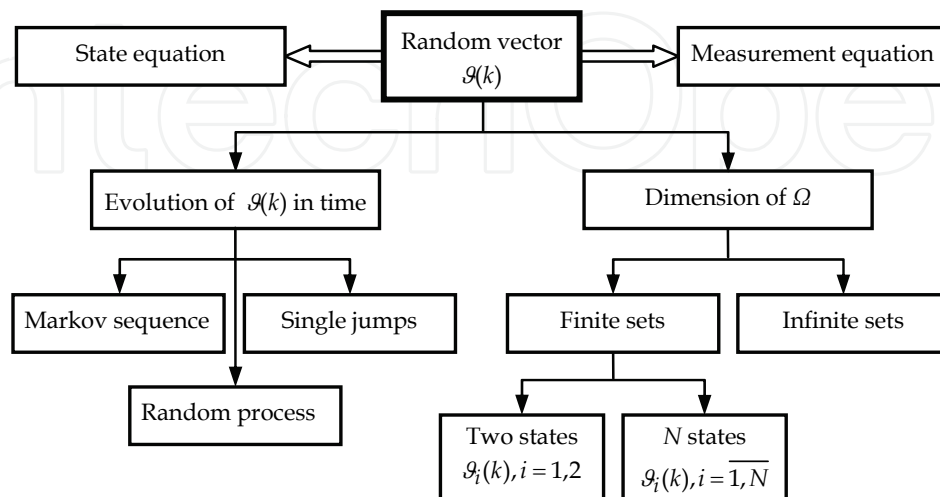 State equation
Random vector
ϑ(k)
Measurement equation
Evolution of ϑ(k) in time
Dimension of Ω
Markov sequence
Single jumps
Finite sets
Infinite sets
Random process
Two states
ϑᵢ(k), i = 1,2
N states
ϑᵢ(k), i = 1, N̅